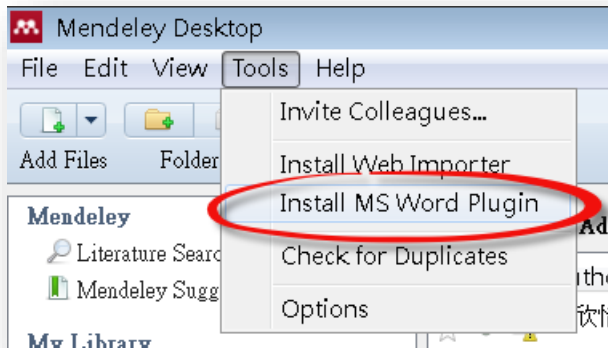 Mendeley Desktop
File Edit View Tools Help
Invite Colleagues...
Add Files Folder
Install Web Importer
Install MS Word Plugin
Mendeley
Literature Searc
Check for Duplicates
Mendeley Sugg
Options
My Library